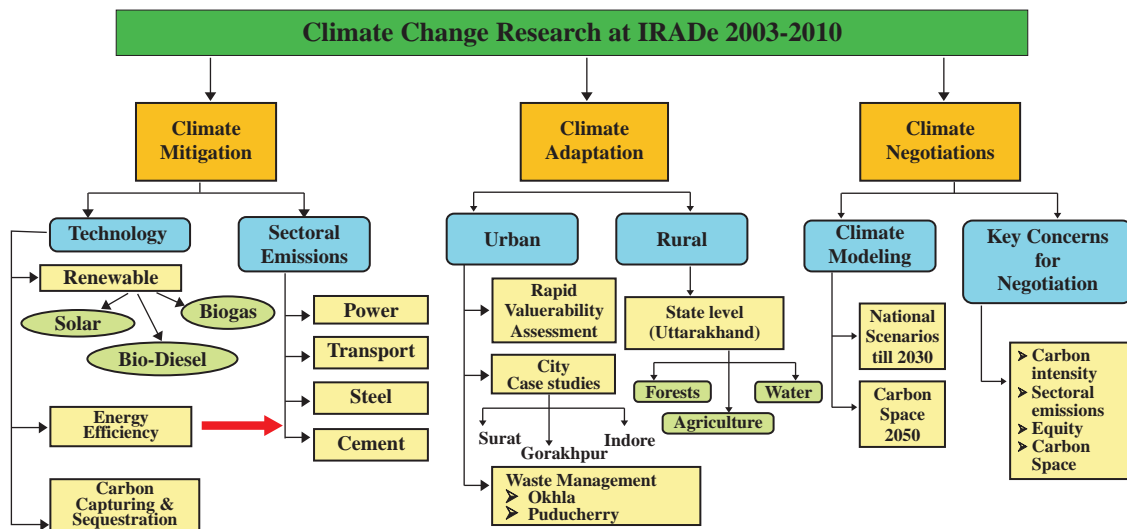 Climate Change Research at IRADe 2003-2010
Climate
Mitigation
Climate
Adaptation
Climate
Negotiations
Technology
Sectoral
Emissions
Urban
Rural
Climate
Modeling
Key Concerns
for
Negotiation
Renewable
Solar
Bio-Diesel
Biogas
Energy
Efficiency
Carbon
Capturing &
Sequestration
Power
Transport
Steel
Cement
Rapid
Valuerability
Assessment
City
Case studies
Surat
Gorakhpur
Indore
Waste Management
➢ Okhla
➢ Puducherry
State level
(Uttarakhand)
Forests
Agriculture
Water
National
Scenarios
till 2030
Carbon
Space
2050
➢ Carbon
intensity
➢ Sectoral
emissions
➢ Equity
➢ Carbon
Space